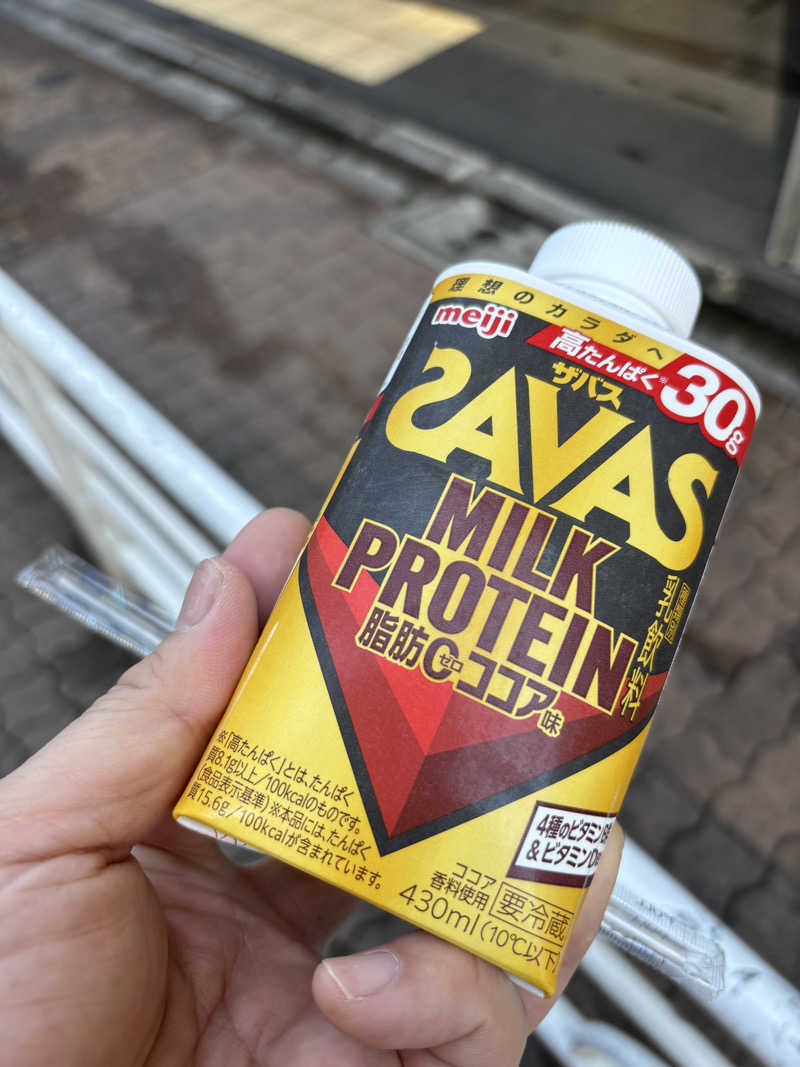 理想のカラダへ
meiji
高たんぱく※30g
ザバス
SAVAS
MILK
PROTEIN
脂肪0ゼロ ココア味
※「高たんぱく」とは、たんぱく
質8.1g以上/100kcalのものです。
(食品表示基準)※本品には、たんぱく
質15.6g/100kcalが含まれています。
4種のビタミンB
&ビタミンD
ココア
香料使用
要冷蔵
430ml(10℃以下